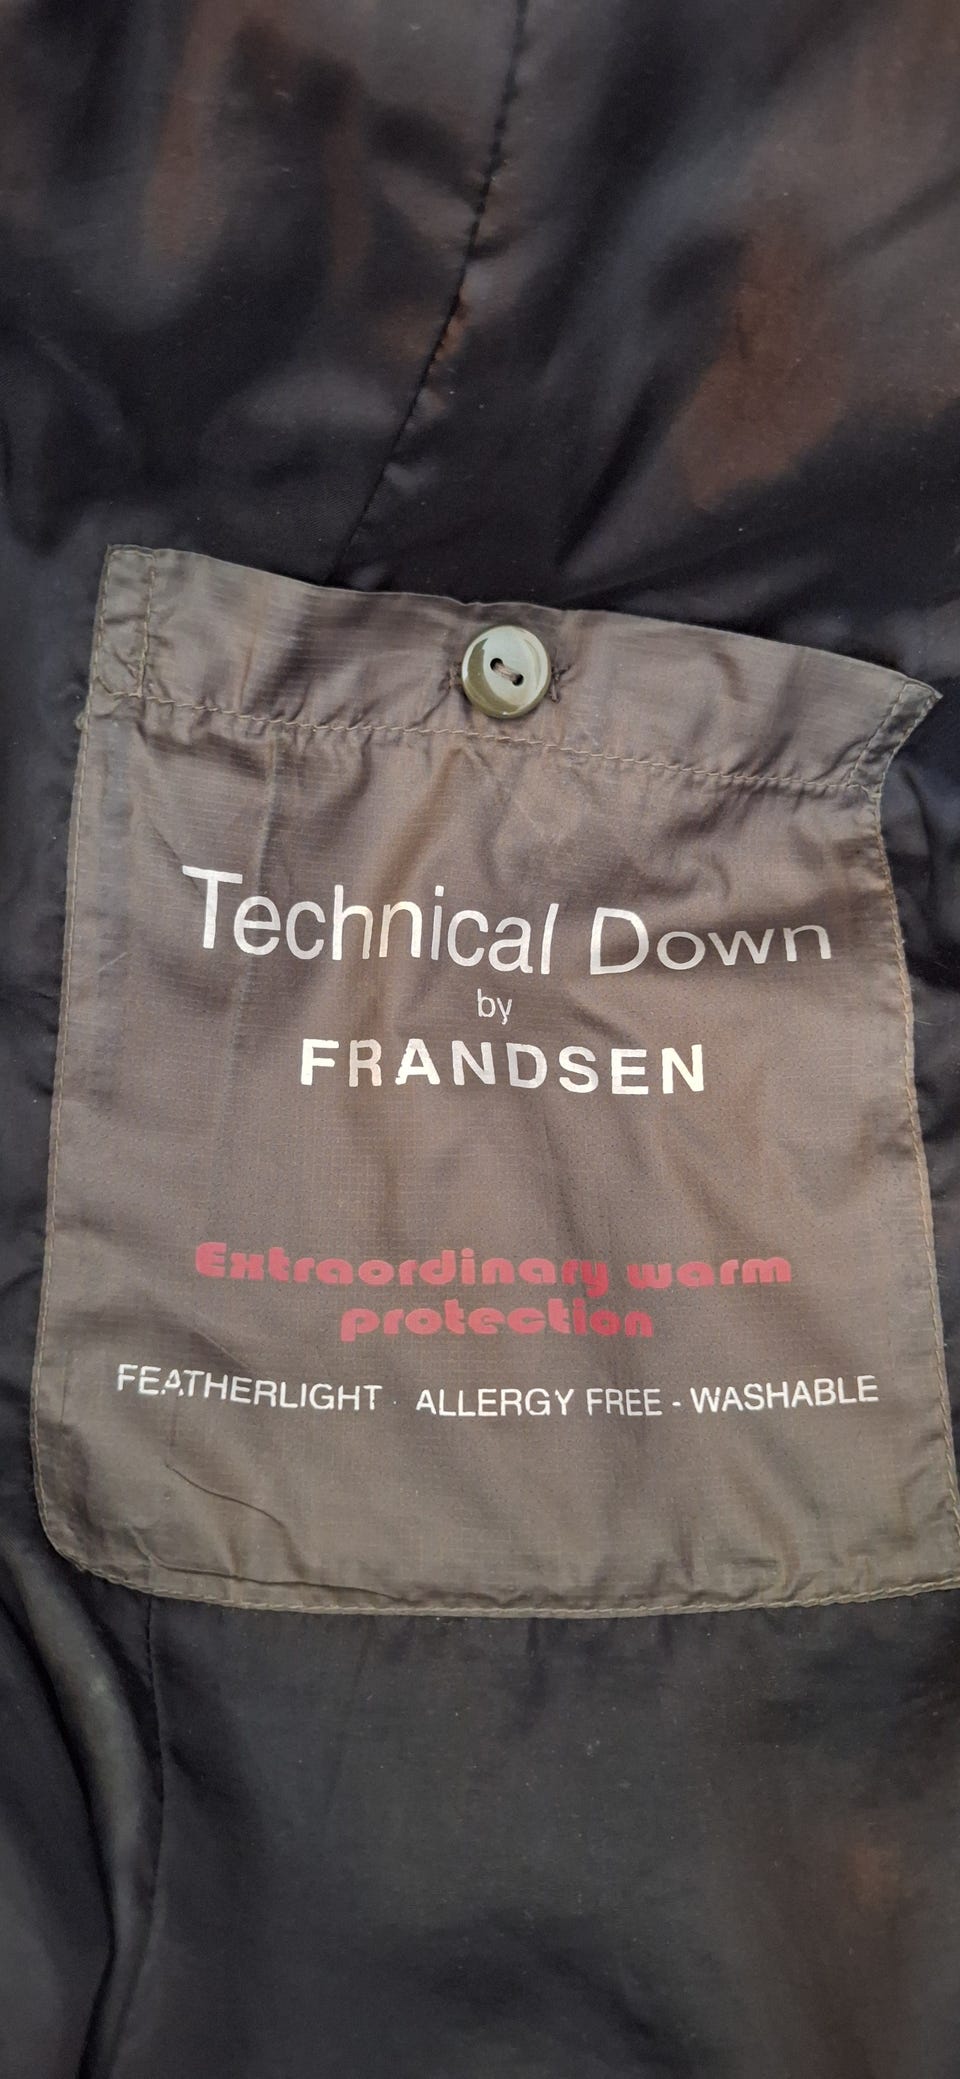 Technical Down
by
FRANDSEN
Extraordinary warm
protection
FEATHERLIGHT - ALLERGY FREE - WASHABLE